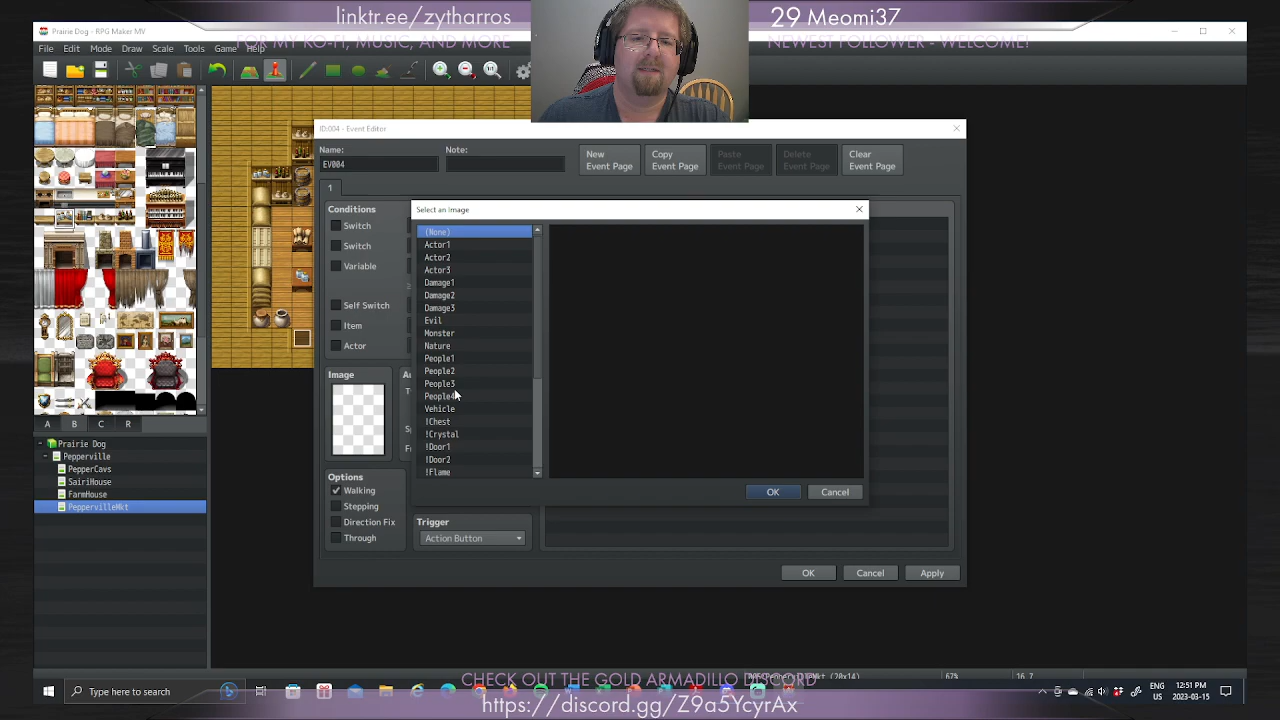 linktr.ee/zytharros
29 Meomi37
FOR MY KO-FI, MUSIC, AND MORE
NEWEST FOLLOWER - WELCOME!
Prairie Dog - RPG Maker MV
File Edit Mode Draw Scale Tools Game Help
ID:004 - Event Editor
Name:
Note:
EV004
New Event Page
Copy Event Page
Paste Event Page
Delete Event Page
Clear Event Page
1
Conditions
Switch
Switch
Variable
Self Switch
Item
Actor
Image
Options
Walking
Stepping
Direction Fix
Through
Trigger
Action Button
OK
Cancel
Apply
Select an Image
(None)
Actor1
Actor2
Actor3
Damage1
Damage2
Damage3
Evil
Monster
Nature
People1
People2
People3
People4
Vehicle
!Chest
!Crystal
!Door1
!Door2
!Flame
OK
Cancel
A B C R
Prairie Dog
Pepperville
PepperCavs
SairiHouse
FarmHouse
PeppervilleMkt
67%
16,7
CHECK OUT THE GOLD ARMADILLO DISCORD
https://discord.gg/Z9a5YcyrAx
Type here to search
ENG
US
12:51 PM
2023-03-15